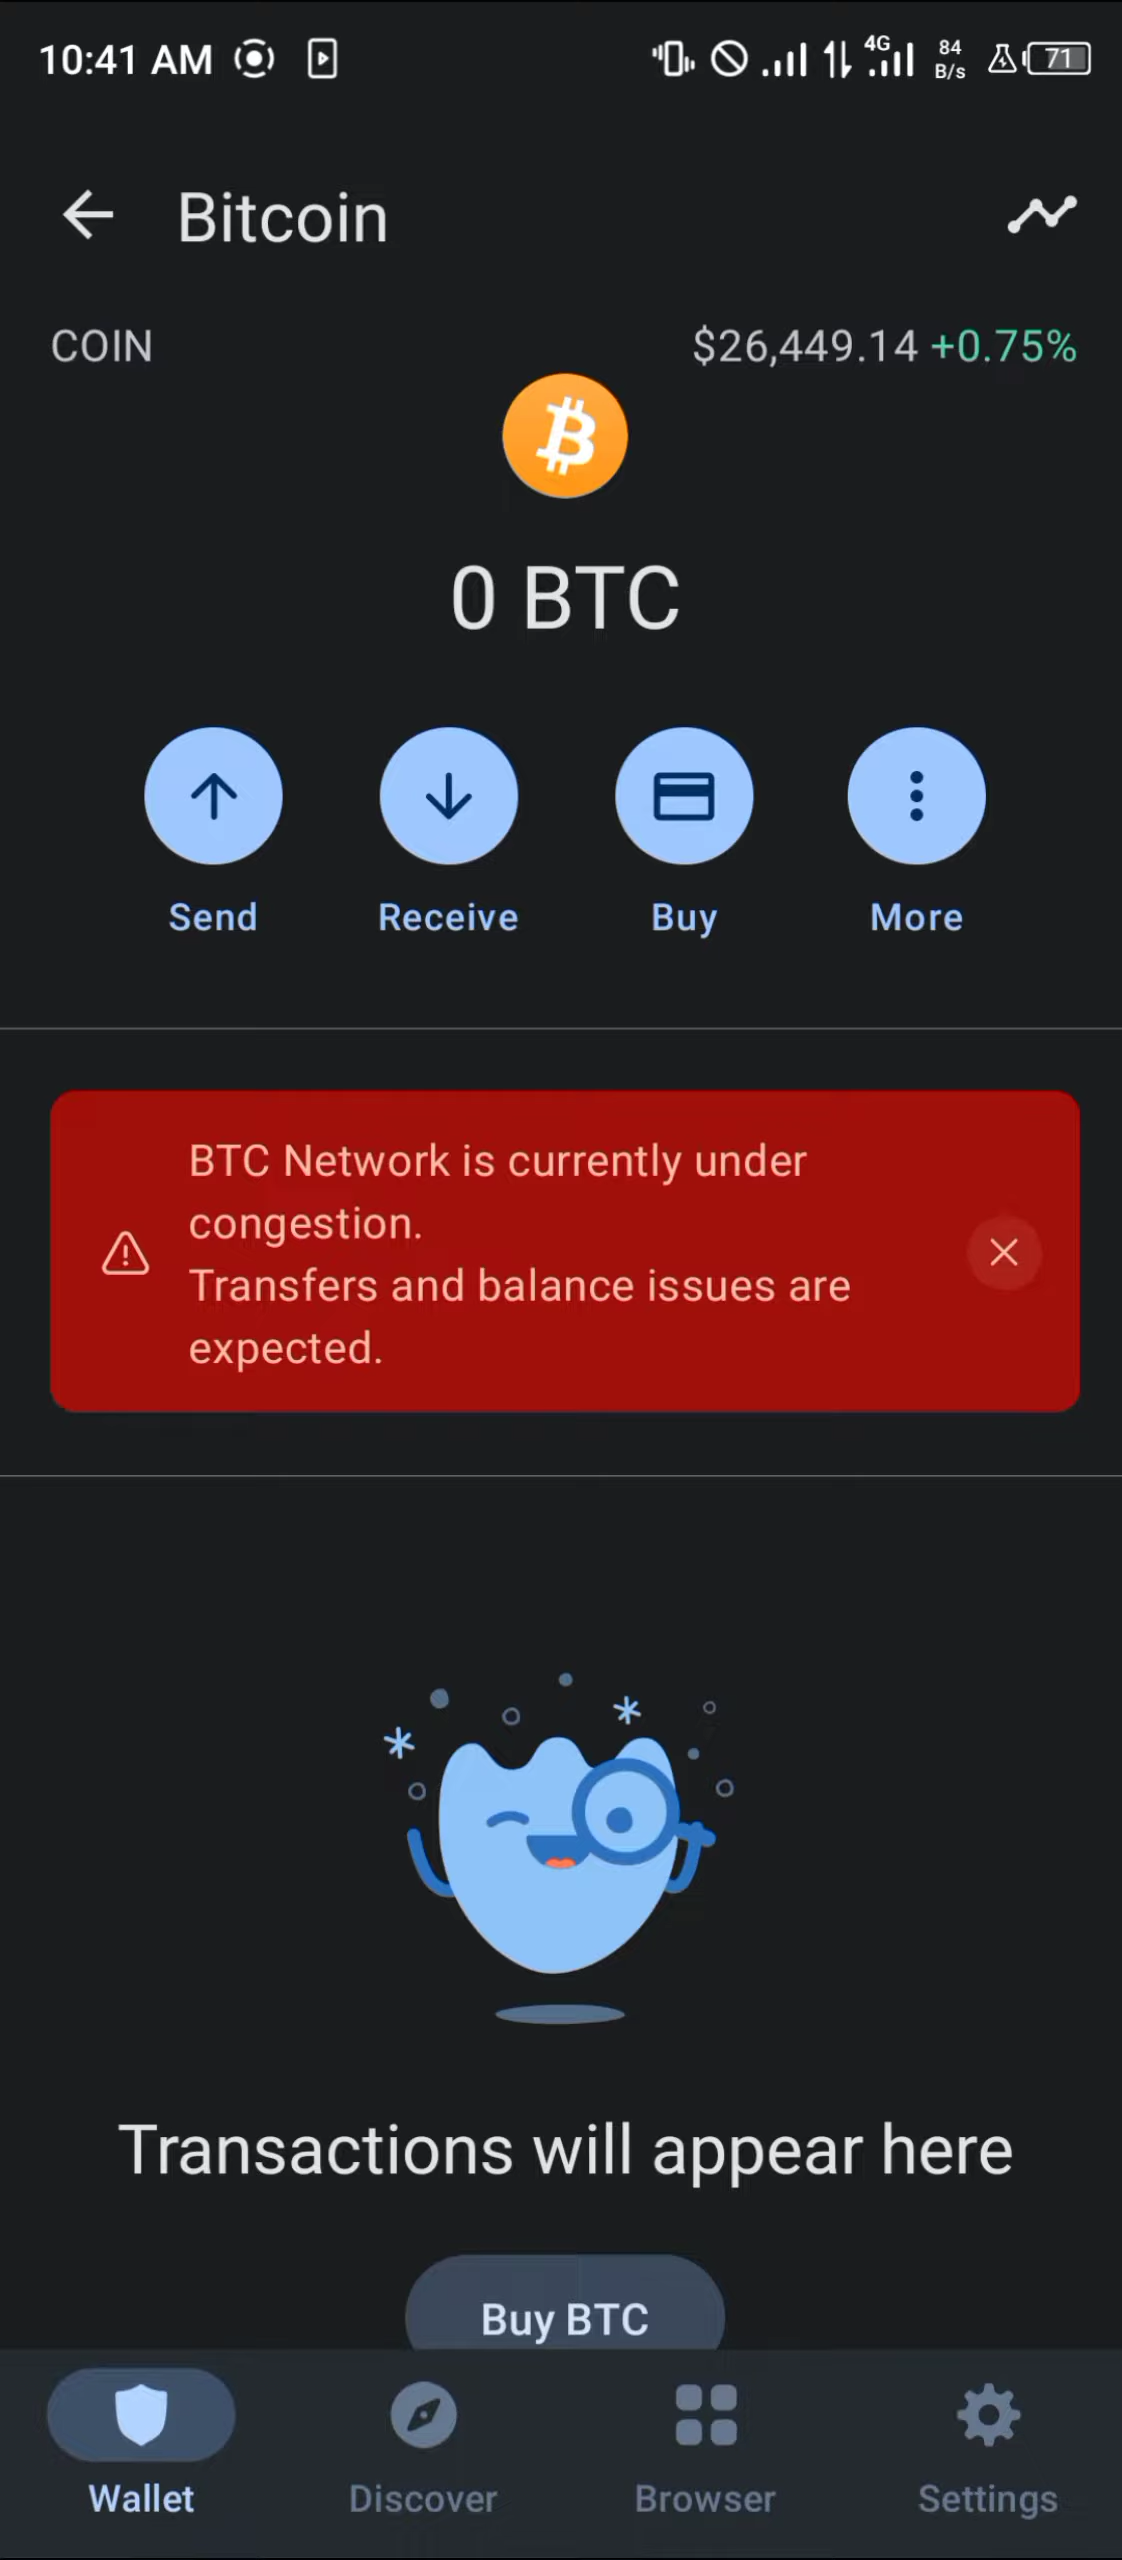 10:41 AM
4G
84
B/s
71
Bitcoin
COIN
$26,449.14 +0.75%
0 BTC
Send
Receive
Buy
More
BTC Network is currently under
congestion.
Transfers and balance issues are
expected.
Transactions will appear here
Buy BTC
Wallet
Discover
Browser
Settings